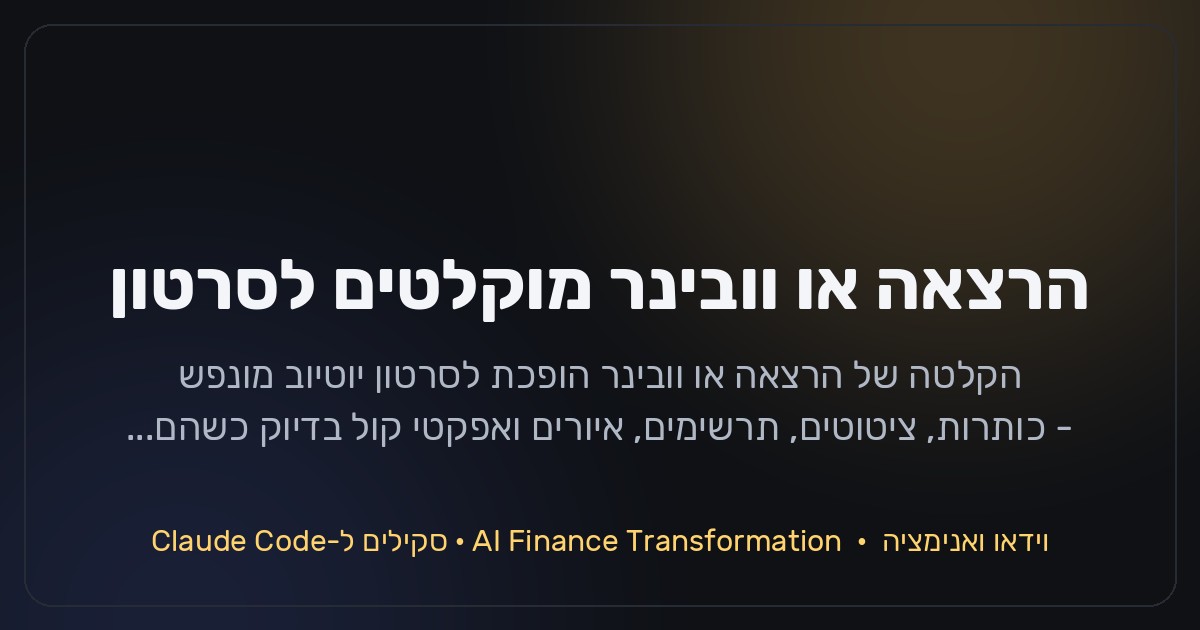 הרצאה או וובינר מוקלטים לסרטון
הקלטה של הרצאה או וובינר הופכת לסרטון יוטיוב מונפש
- כותרות, ציטוטים, תרשימים, איורים ואפקטי קול בדיוק כשהם...
וידאו ואנימציה • AI Finance Transformation • סקילים ל-Claude Code